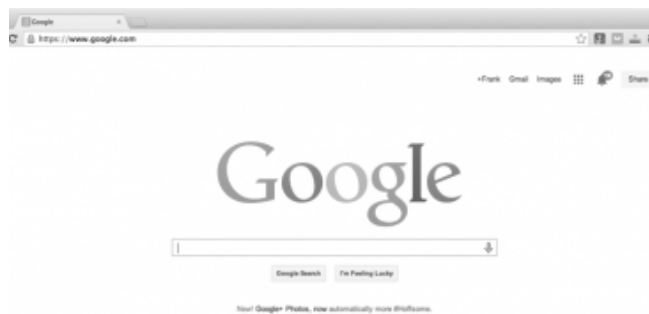 Google
https://www.google.com
+Frank Gmail Images Share
Google
Google Search I'm Feeling Lucky
New! Google+ Photos, now automatically more #Hoffsome.